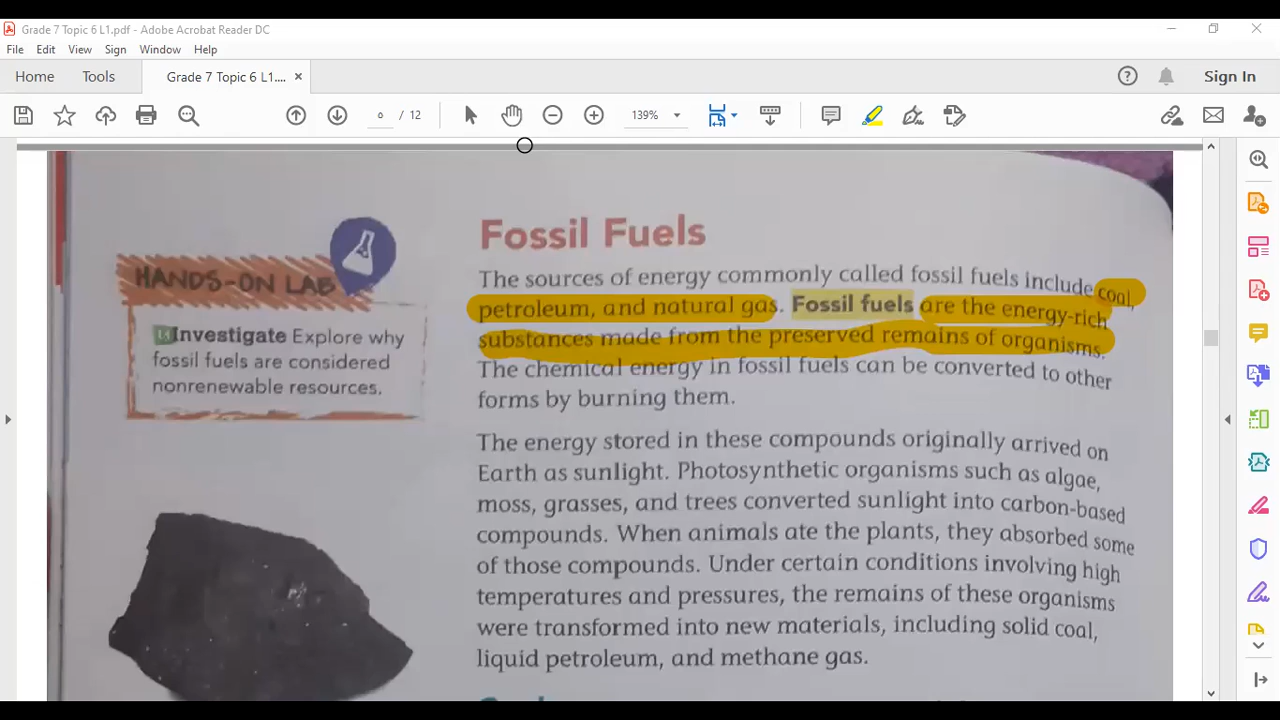 Grade 7 Topic 6 L1.pdf - Adobe Acrobat Reader DC
File Edit View Sign Window Help
Home Tools Grade 7 Topic 6 L1.... × Sign In
/ 12 139%
Fossil Fuels
HANDS-ON LAB
Investigate Explore why
fossil fuels are considered
nonrenewable resources.
The sources of energy commonly called fossil fuels include coal,
petroleum, and natural gas. Fossil fuels are the energy-rich
substances made from the preserved remains of organisms.
The chemical energy in fossil fuels can be converted to other
forms by burning them.
The energy stored in these compounds originally arrived on
Earth as sunlight. Photosynthetic organisms such as algae,
moss, grasses, and trees converted sunlight into carbon-based
compounds. When animals ate the plants, they absorbed some
of those compounds. Under certain conditions involving high
temperatures and pressures, the remains of these organisms
were transformed into new materials, including solid coal,
liquid petroleum, and methane gas.